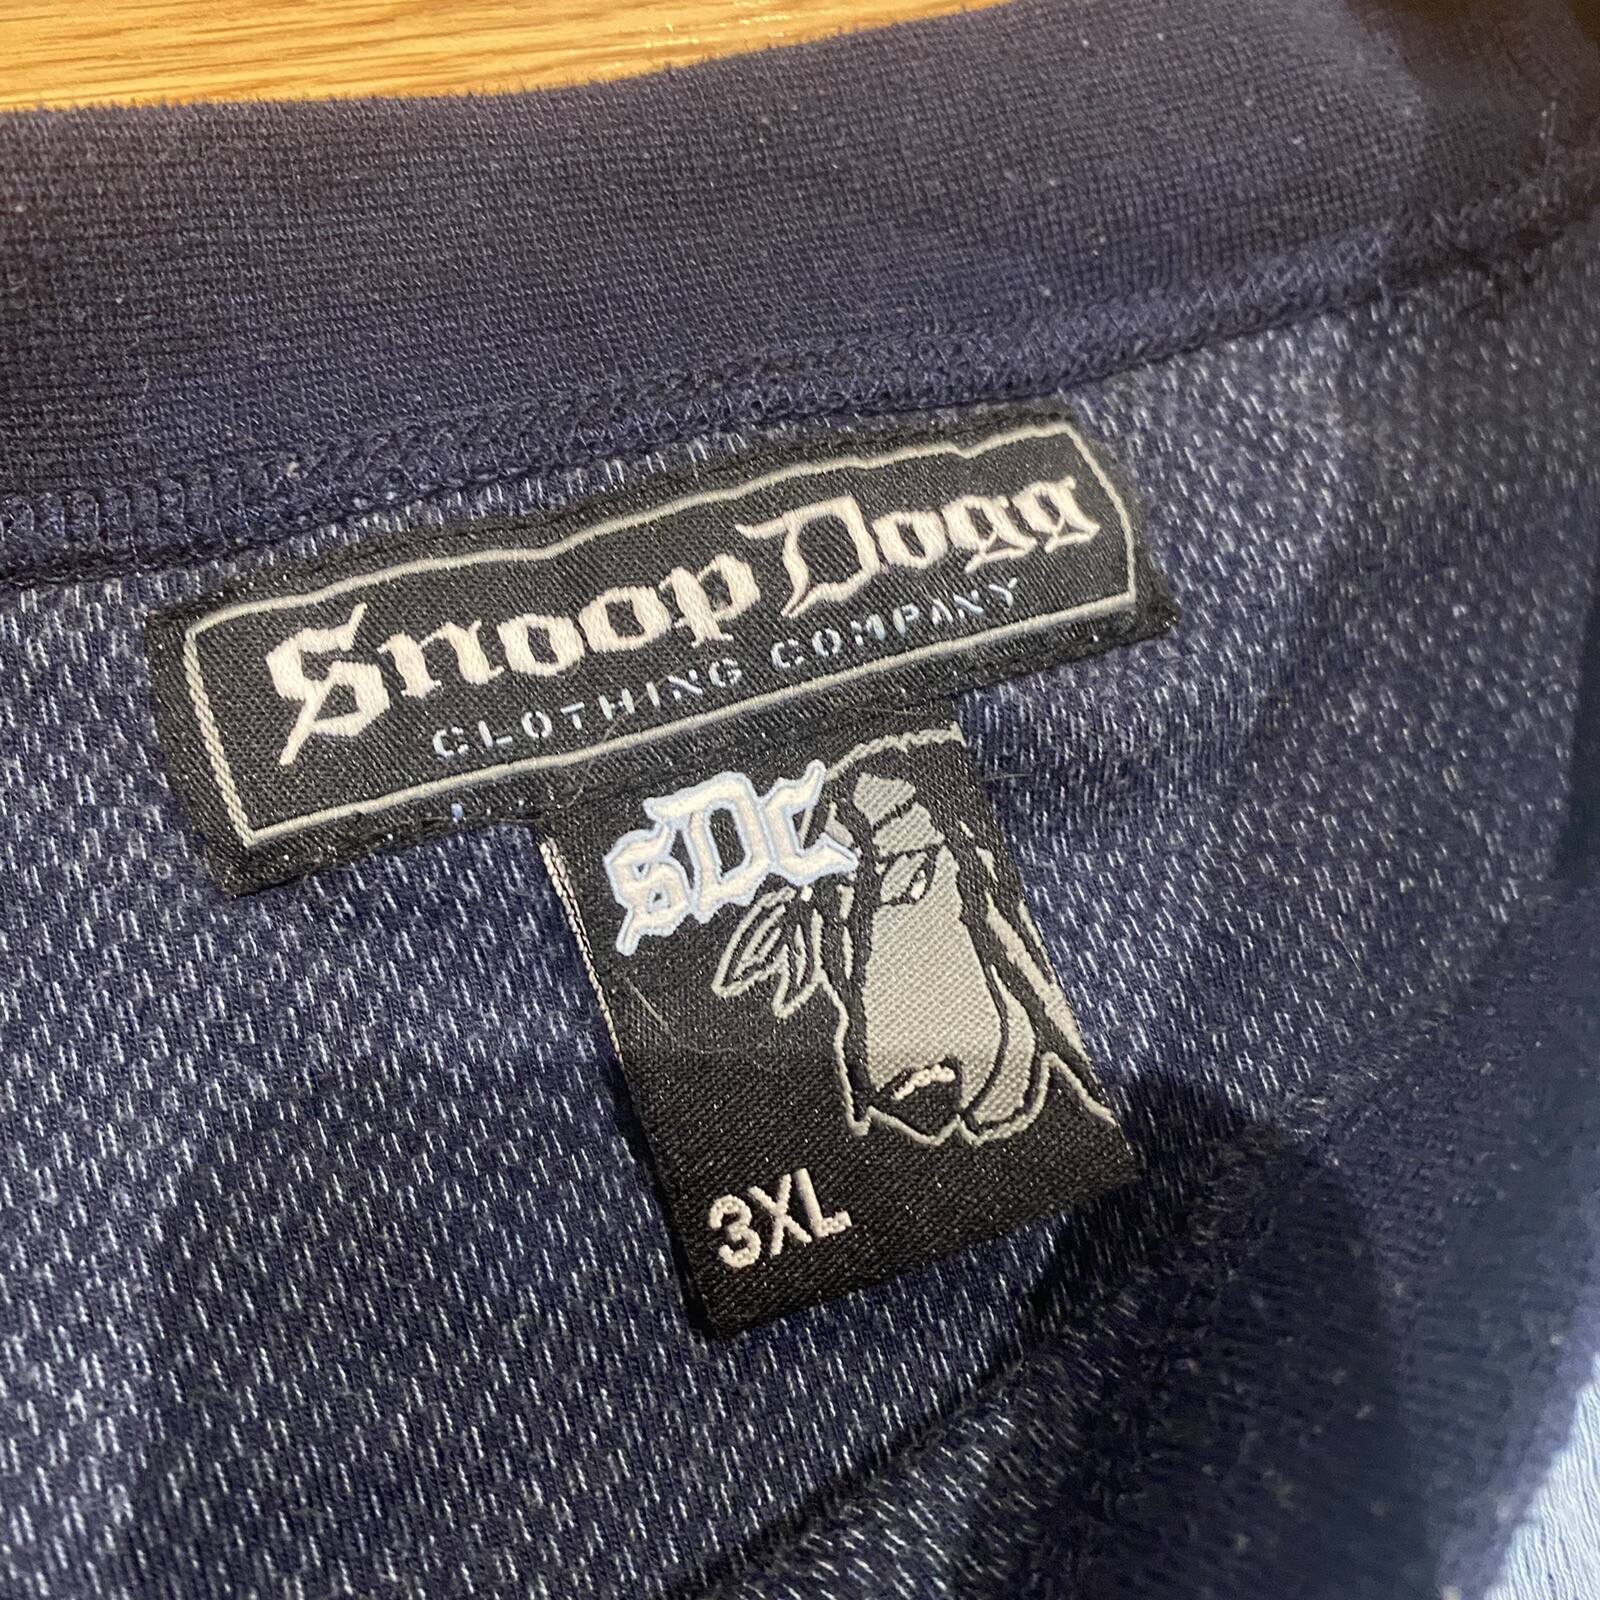 Snoop Dogg
CLOTHING COMPANY
SDC
3XL